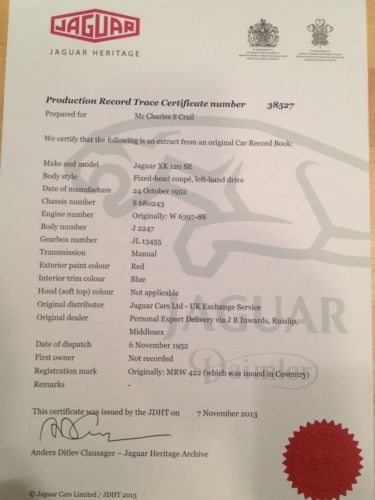 JAGUAR
JAGUAR HERITAGE
Production Record Trace Certificate number 38527
Prepared for Mr Charles S Crail
We certify that the following is an extract from an original Car Record Book:
Make and model Jaguar XK 120 SE
Body style Fixed-head coupé, left-hand drive
Date of manufacture 24 October 1952
Chassis number S 680243
Engine number Originally: W 6397-8S
Body number J 2247
Gearbox number JL 13455
Transmission Manual
Exterior paint colour Red
Interior trim colour Blue
Hood (soft top) colour Not applicable
Original distributor Jaguar Cars Ltd - UK Exchange Service
Original dealer Personal Export Delivery via J R Inwards, Ruislip,
Middlesex
Date of dispatch 6 November 1952
First owner Not recorded
Registration mark Originally: MRW 422 (which was issued in Coventry)
Remarks -
JAGUAR
Daimler
This certificate was issued by the JDHT on 7 November 2013
Anders Ditlev Clausager – Jaguar Heritage Archive
© Jaguar Cars Limited / JDHT 2013